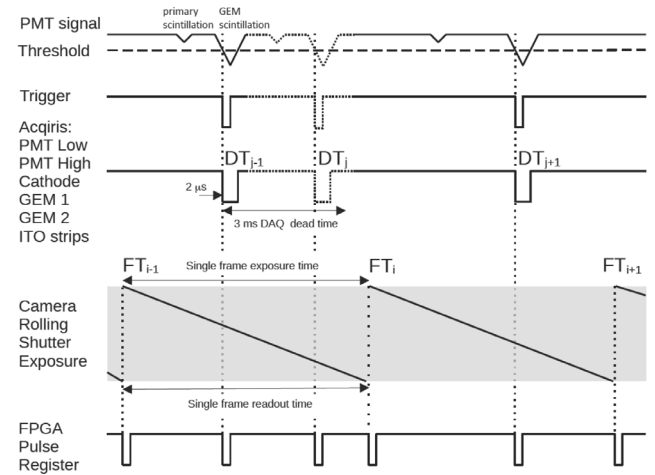 primary GEM
scintillation scintillation
PMT signal
Threshold
Trigger
Acqiris:
PMT Low
PMT High
Cathode
GEM 1
GEM 2
ITO strips
DTj-1 DTj DTj+1
2 μs
3 ms DAQ dead time
FTi-1 Single frame exposure time FTi FTi+1
Camera
Rolling
Shutter
Exposure
Single frame readout time
FPGA
Pulse
Register